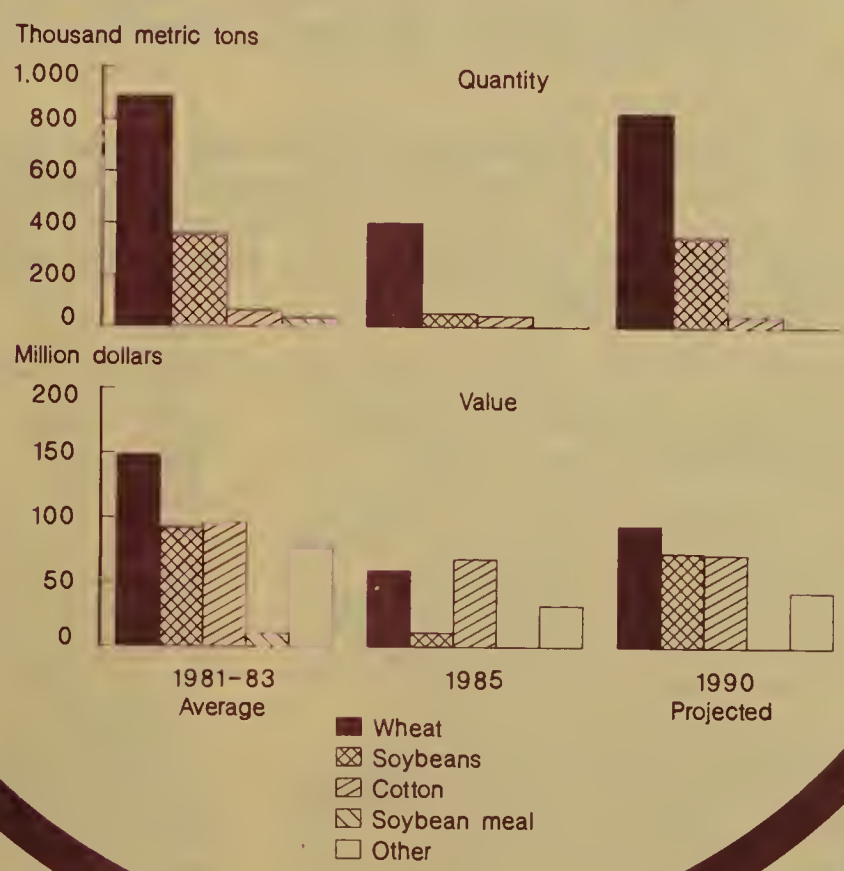 Thousand metric tons
1,000
Quantity
800
600
400
200
0
Million dollars
200
Value
150
100
50
0
1981-83
Average
1985
1990
Projected
Wheat
Soybeans
Cotton
Soybean meal
Other